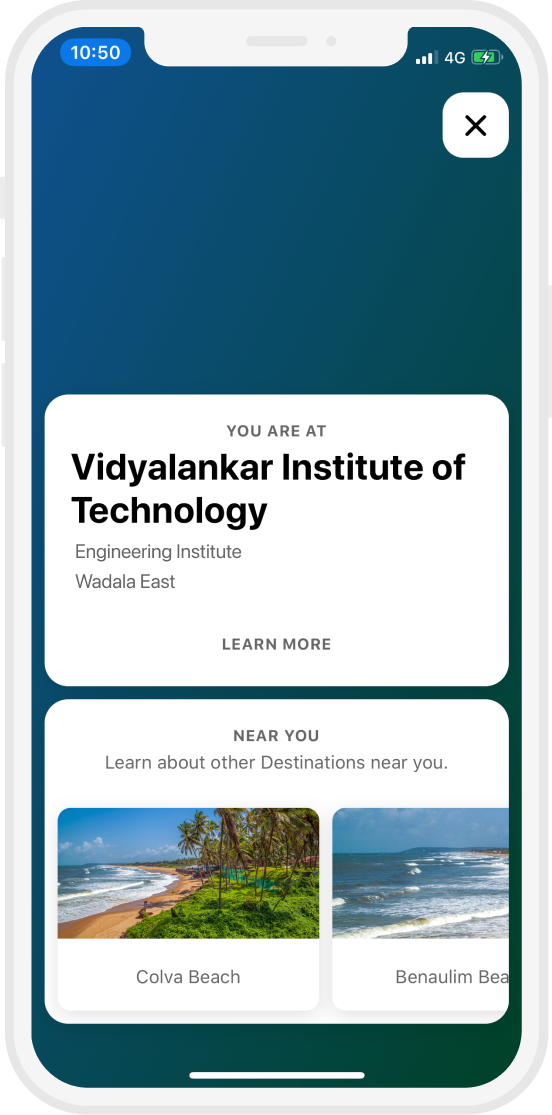 10:50
4G
YOU ARE AT
Vidyalankar Institute of
Technology
Engineering Institute
Wadala East
LEARN MORE
NEAR YOU
Learn about other Destinations near you.
Colva Beach
Benaulim Bea